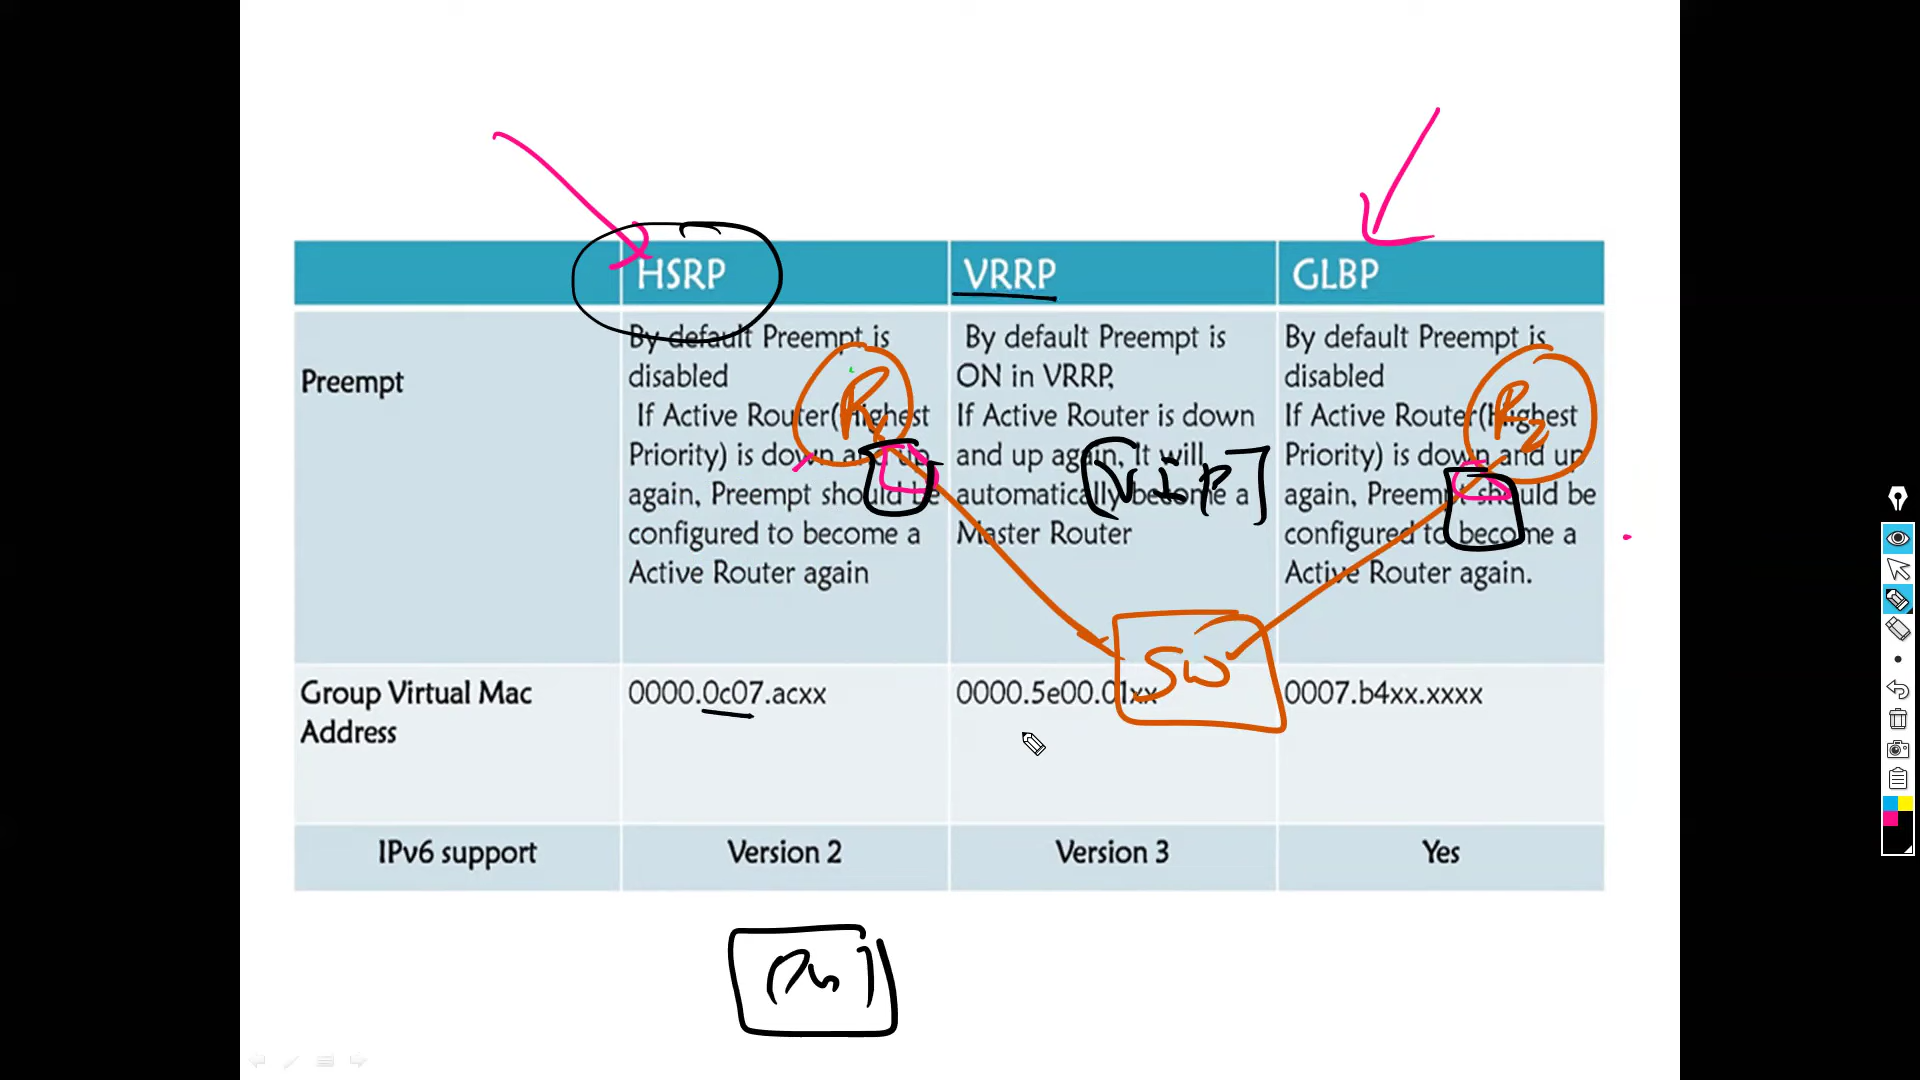 HSRP VRRP GLBP
Preempt
By default Preempt is
disabled
If Active Router(Highest
Priority) is down and up
again, Preempt should be
configured to become a
Active Router again
By default Preempt is
ON in VRRP,
If Active Router is down
and up again, It will
automatically become a
Master Router
By default Preempt is
disabled
If Active Router(Highest
Priority) is down and up
again, Preempt should be
configured to become a
Active Router again.
R1
VIP
R2
SW
Group Virtual Mac
Address
0000.0c07.acxx
0000.5e00.01xx
0007.b4xx.xxxx
IPv6 support Version 2 Version 3 Yes